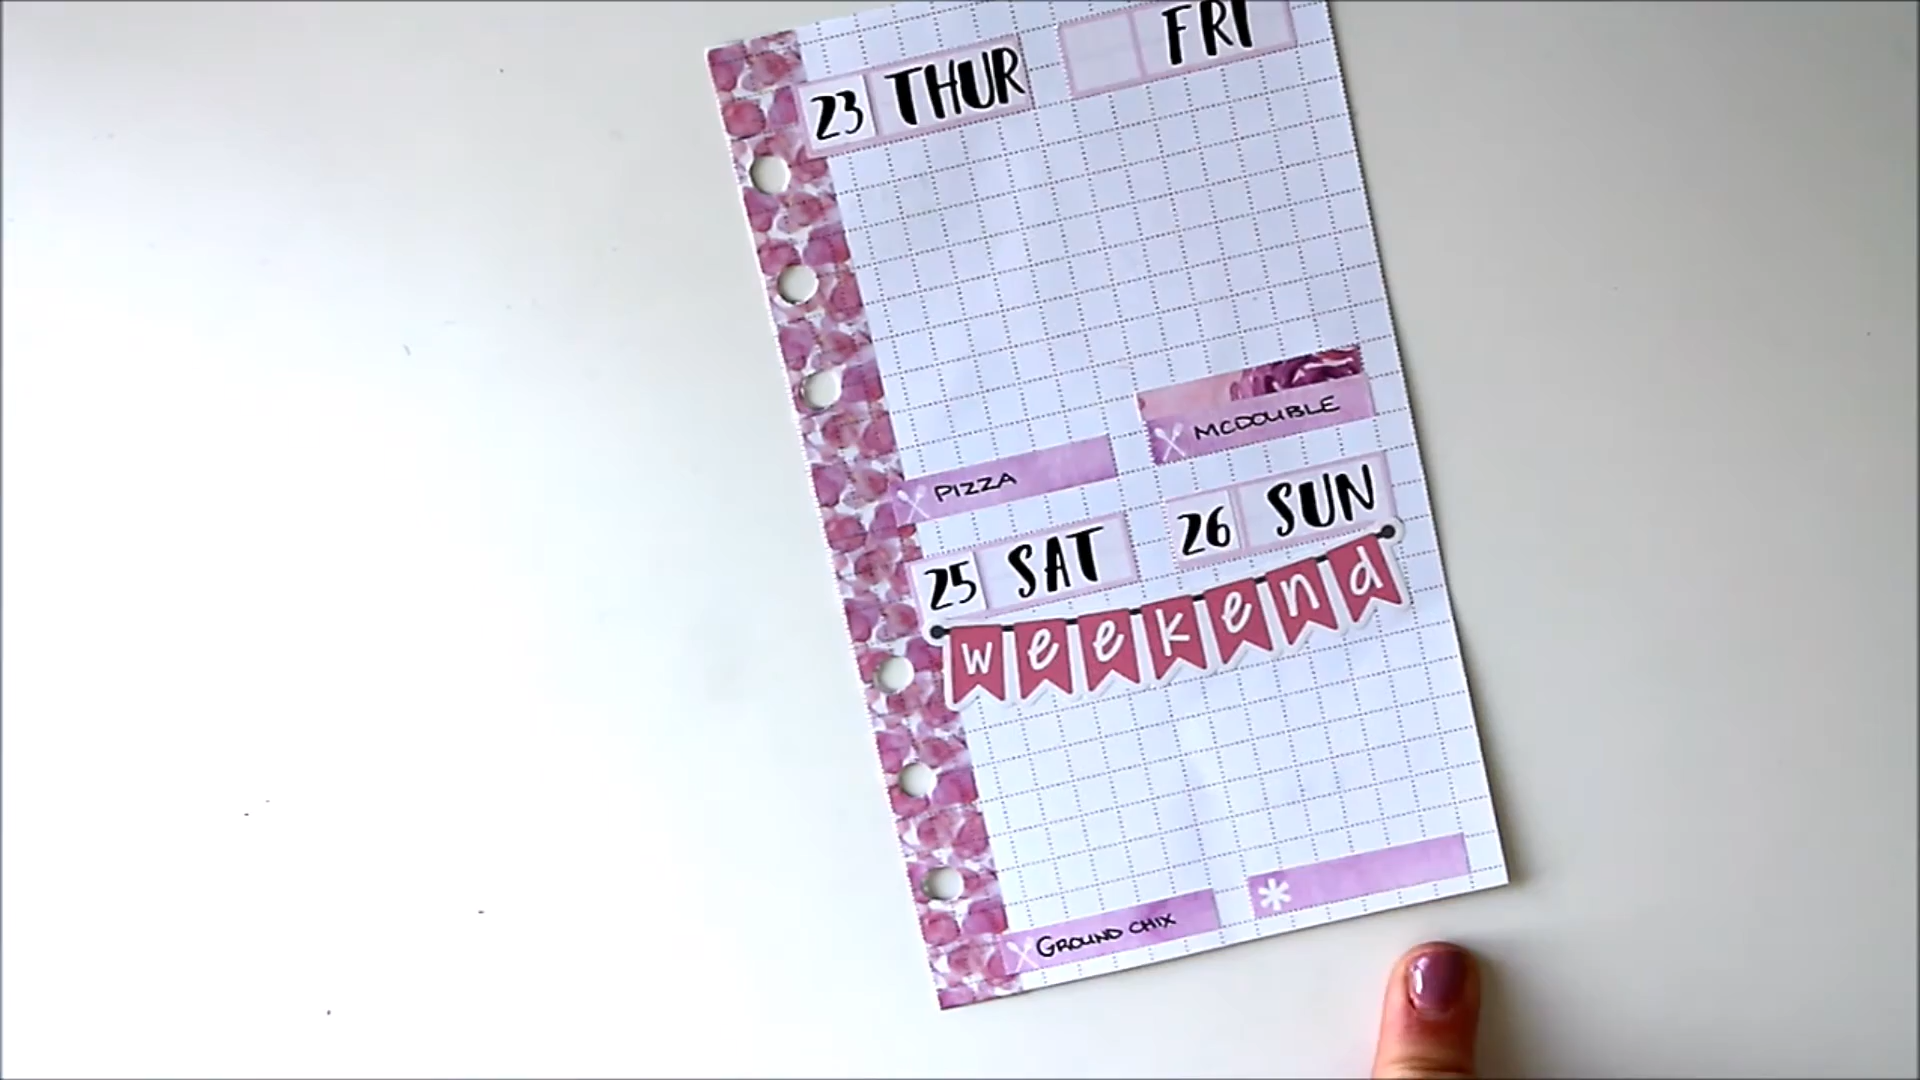 23 THUR
FRI
PIZZA
MCDOUBLE
25 SAT
26 SUN
weekend
GROUND CHIX